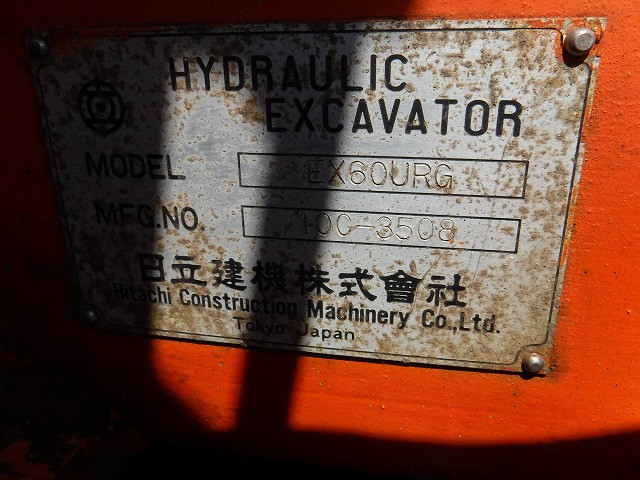 HYDRAULIC
EXCAVATOR
MODEL EX60URG
MFG.NO. 10C-3508
日立建機株式會社
Hitachi Construction Machinery Co.,Ltd.
Tokyo Japan